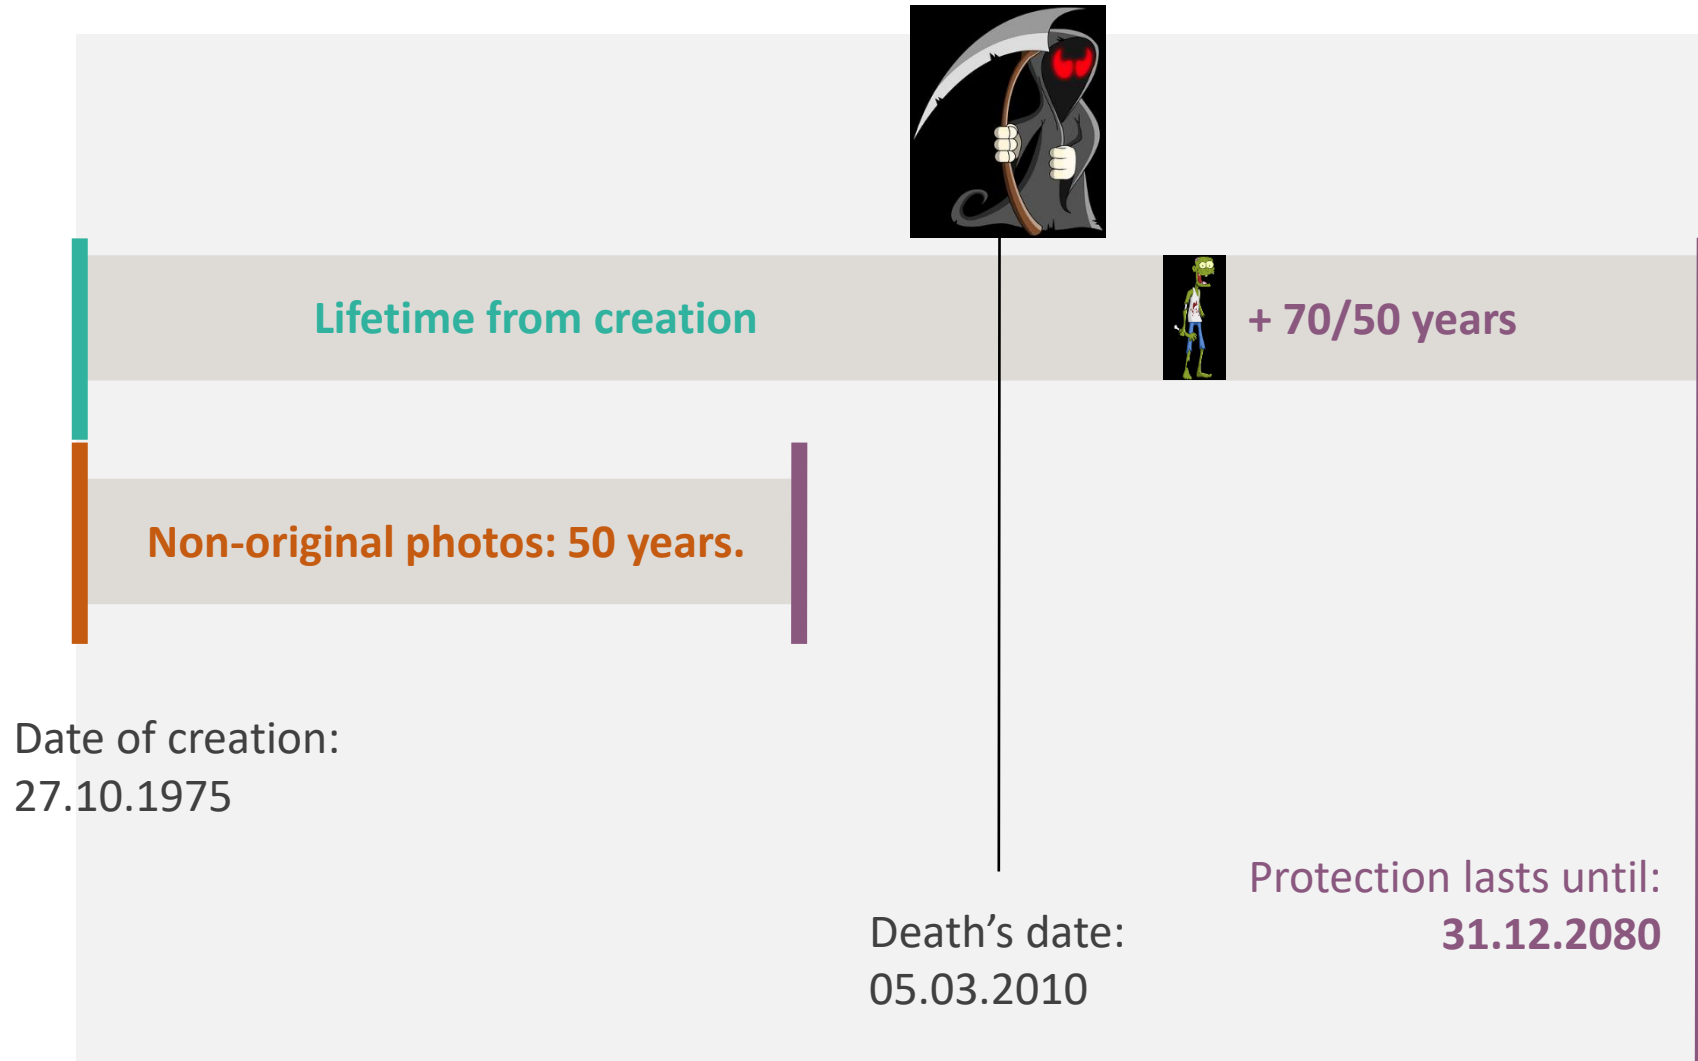 Lifetime from creation
+ 70/50 years
Non-original photos: 50 years.
Date of creation:
27.10.1975
Death’s date:
05.03.2010
Protection lasts until:
31.12.2080